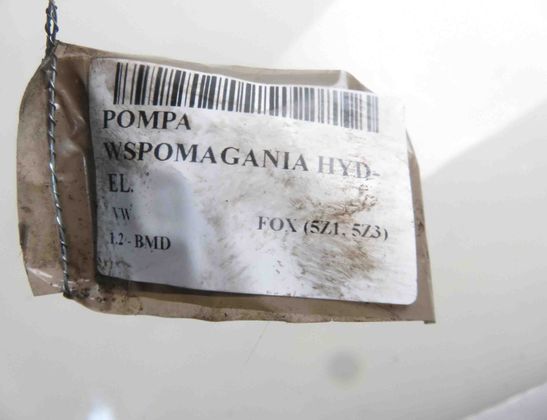 POMPA
WSPOMAGANIA HYD-
EL.
VW FOX (5Z1, 5Z3)
1.2 - BMD